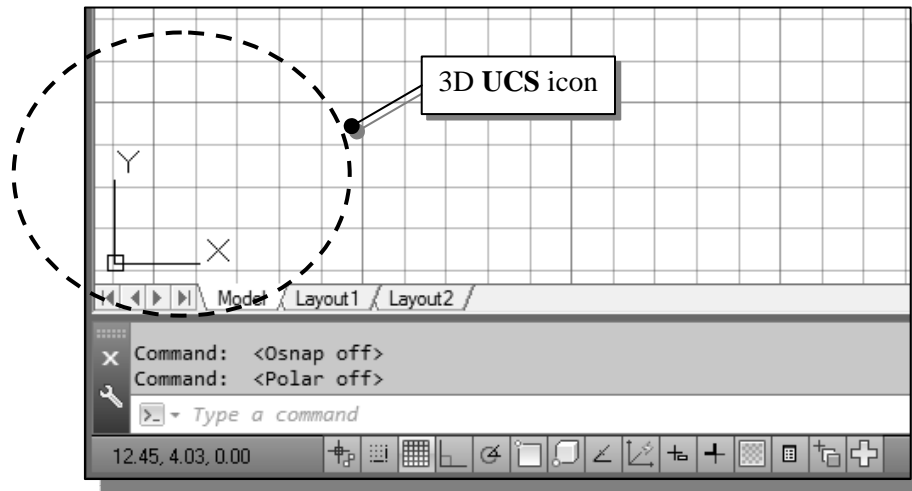 3D UCS icon
Y
X
Model / Layout1 / Layout2 /
Command: <Osnap off>
Command: <Polar off>
Type a command
12.45, 4.03, 0.00